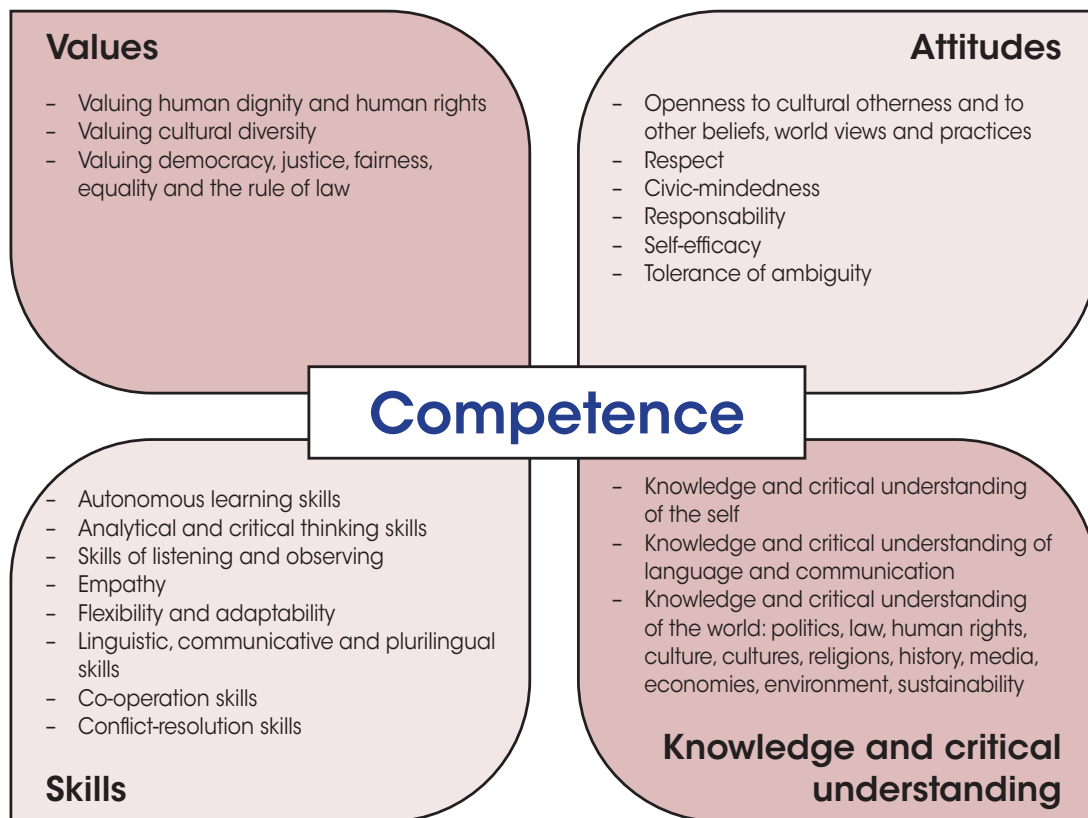 Values
– Valuing human dignity and human rights
– Valuing cultural diversity
– Valuing democracy, justice, fairness,
equality and the rule of law
Attitudes
– Openness to cultural otherness and to
other beliefs, world views and practices
– Respect
– Civic-mindedness
– Responsability
– Self-efficacy
– Tolerance of ambiguity
Competence
– Autonomous learning skills
– Analytical and critical thinking skills
– Skills of listening and observing
– Empathy
– Flexibility and adaptability
– Linguistic, communicative and plurilingual
skills
– Co-operation skills
– Conflict-resolution skills
Skills
– Knowledge and critical understanding
of the self
– Knowledge and critical understanding of
language and communication
– Knowledge and critical understanding
of the world: politics, law, human rights,
culture, cultures, religions, history, media,
economies, environment, sustainability
Knowledge and critical
understanding